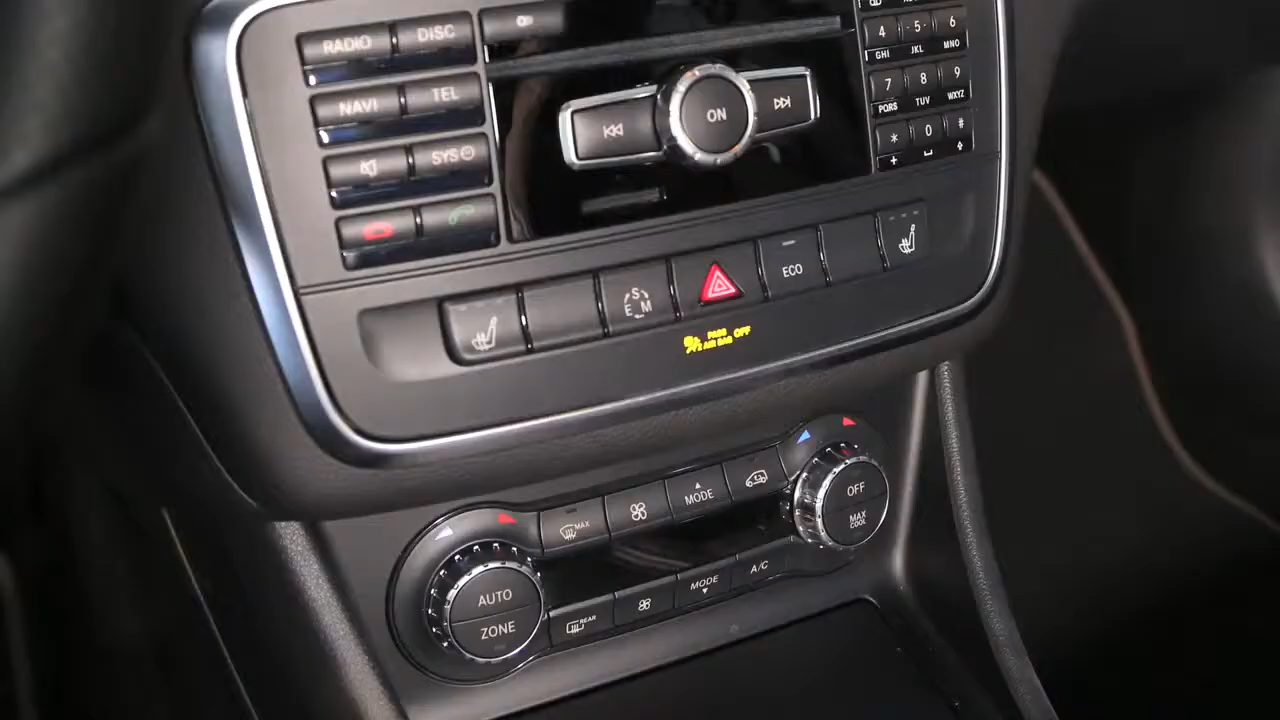 RADIO DISC
NAVI TEL
SYS
ON
4 5 6
GHI JKL MNO
7 8 9
PQRS TUV WXYZ
* 0 #
+
S
E M
ECO
PASS
AIR BAG OFF
MAX
MODE
OFF
MAX
COOL
AUTO
ZONE
REAR
MODE
A/C